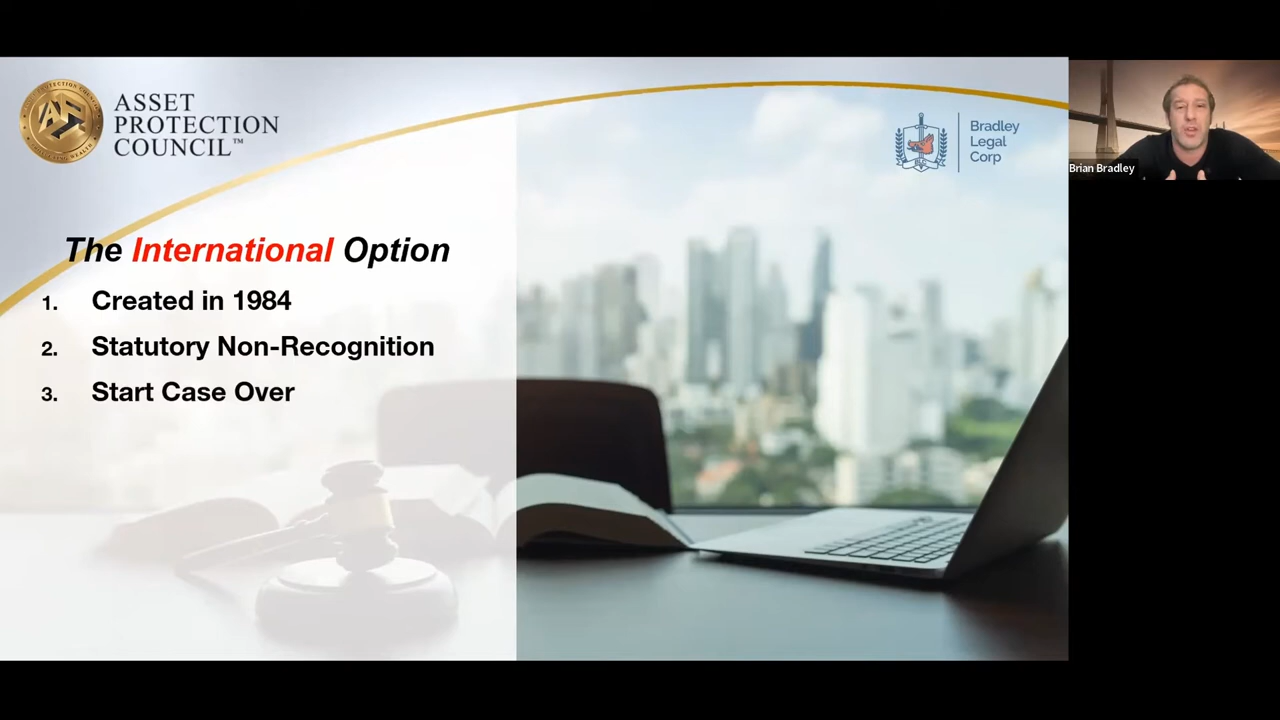 ASSET
PROTECTION
COUNCIL™
Bradley
Legal
Corp
Brian Bradley
The International Option
1. Created in 1984
2. Statutory Non-Recognition
3. Start Case Over